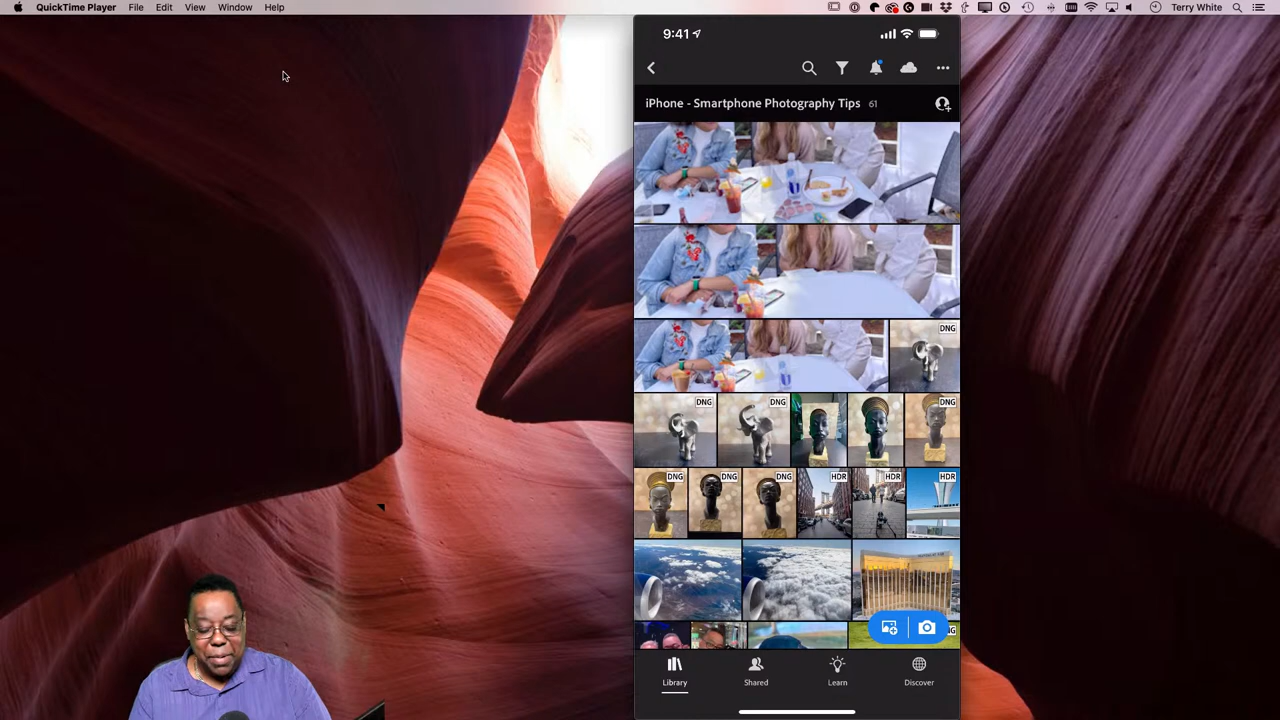 QuickTime Player File Edit View Window Help Terry White
9:41
iPhone - Smartphone Photography Tips 61
DNG
DNG DNG DNG
DNG DNG DNG HDR HDR HDR
Library Shared Learn Discover